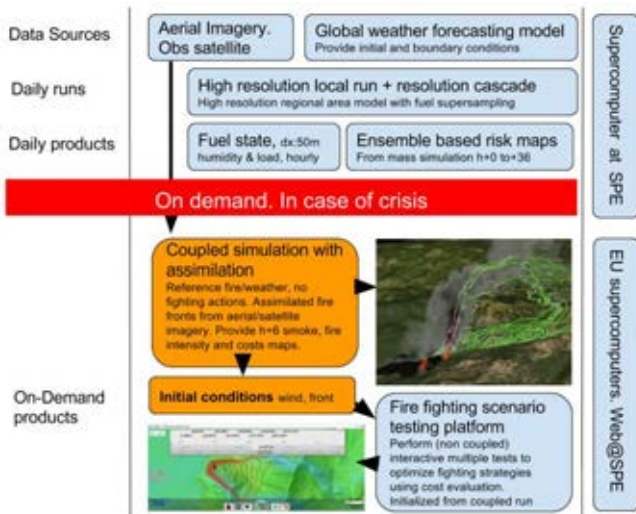 Data Sources
Aerial Imagery.
Obs satellite
Global weather forecasting model
Provide initial and boundary conditions
Daily runs
High resolution local run + resolution cascade
High resolution regional area model with fuel supersampling
Daily products
Fuel state, dx:50m
humidity & load, hourly
Ensemble based risk maps
From mass simulation h+0 to+36
Supercomputer at SPE
On demand. In case of crisis
Coupled simulation with
assimilation
Reference fire/weather, no
fighting actions. Assimilated fire
fronts from aerial/satellite
imagery. Provide h+6 smoke, fire
intensity and costs maps.
On-Demand
products
Initial conditions wind, front
Fire fighting scenario
testing platform
Perform (non coupled)
interactive multiple tests to
optimize fighting strategies
using cost evaluation.
Initialized from coupled run
EU supercomputers. Web@SPE